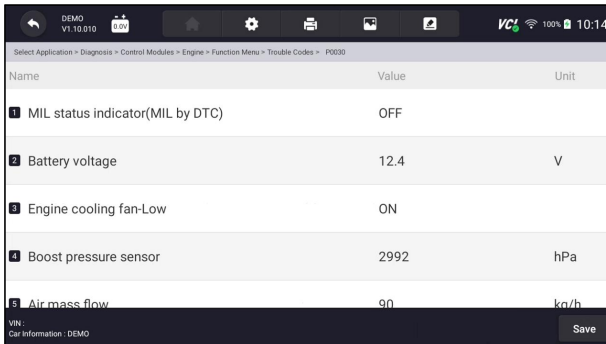 DEMO
V1.10.010
0.0V
VCI 100% 10:14
Select Application > Diagnosis > Control Modules > Engine > Function Menu > Trouble Codes > P0030
Name Value Unit
1 MIL status indicator(MIL by DTC) OFF
2 Battery voltage 12.4 V
3 Engine cooling fan-Low ON
4 Boost pressure sensor 2992 hPa
5 Air mass flow 90 kg/h
VIN :
Car Information : DEMO
Save